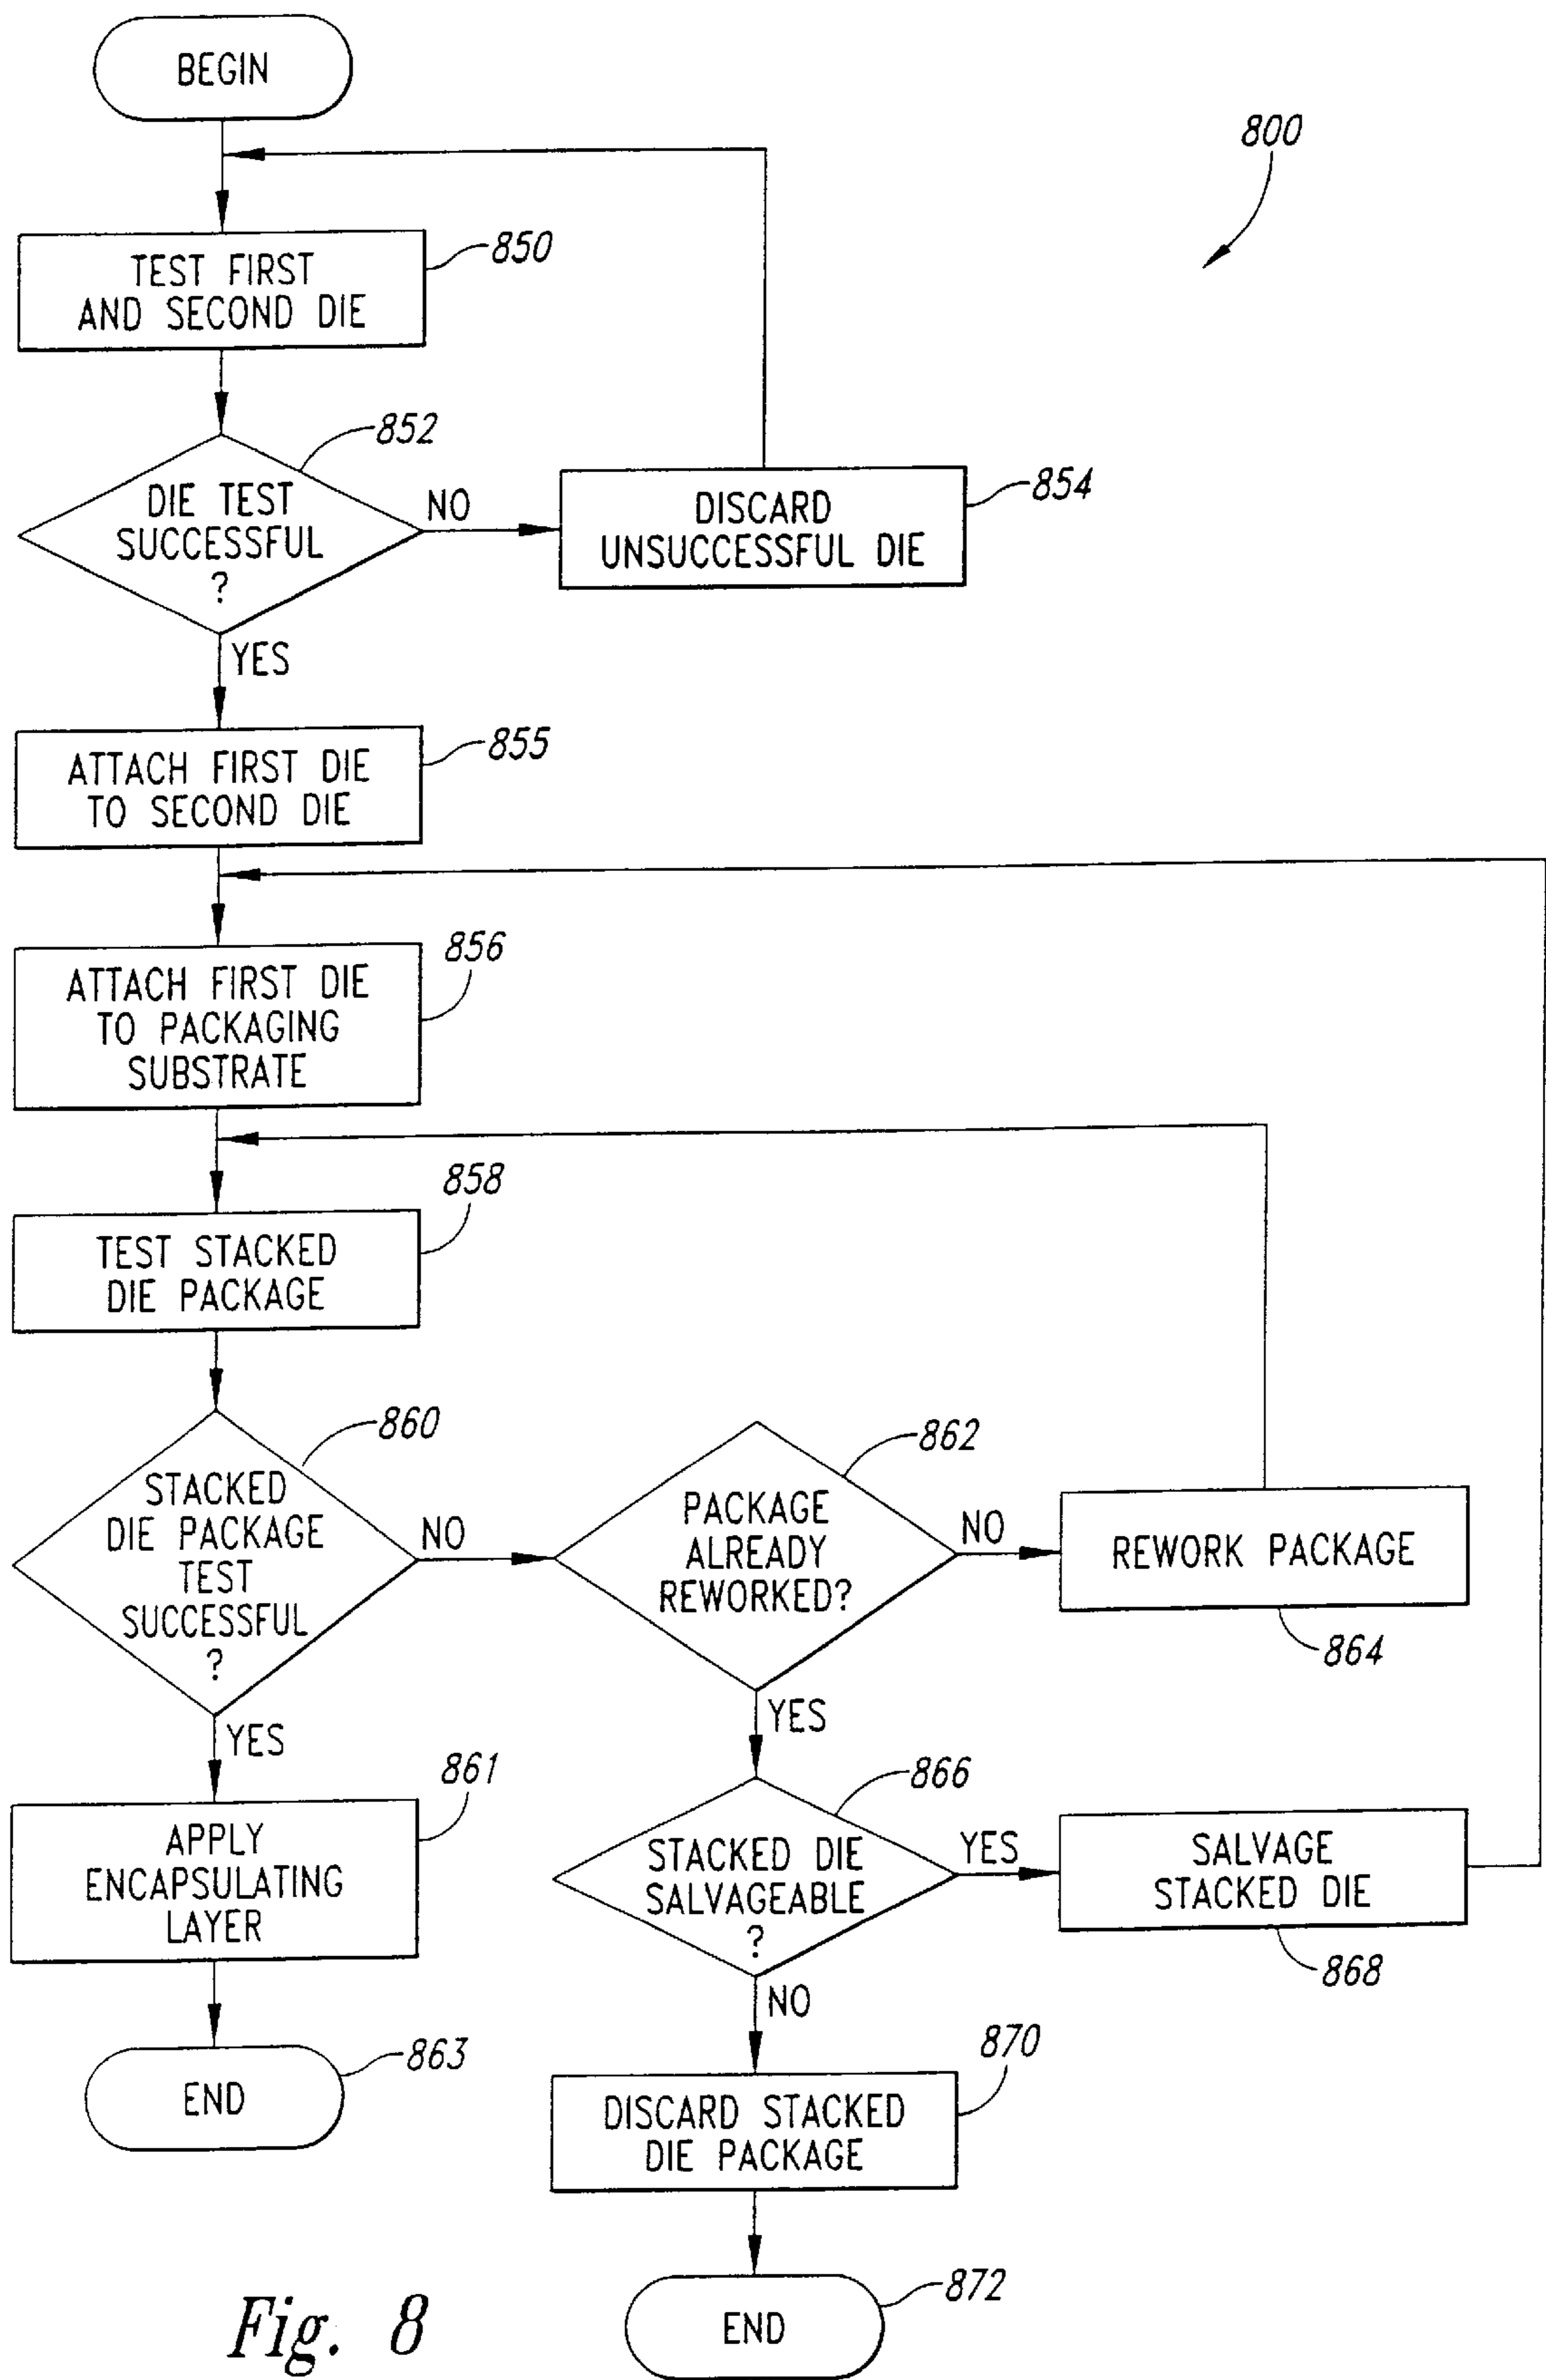 BEGIN
800
TEST FIRST
AND SECOND DIE
850
852
DIE TEST
SUCCESSFUL
?
NO
DISCARD
UNSUCCESSFUL DIE
854
YES
ATTACH FIRST DIE
TO SECOND DIE
855
ATTACH FIRST DIE
TO PACKAGING
SUBSTRATE
856
TEST STACKED
DIE PACKAGE
858
860
STACKED
DIE PACKAGE
TEST
SUCCESSFUL
?
NO
862
PACKAGE
ALREADY
REWORKED?
NO
REWORK PACKAGE
864
YES
YES
861
APPLY
ENCAPSULATING
LAYER
866
STACKED DIE
SALVAGEABLE
?
YES
SALVAGE
STACKED DIE
868
NO
END
863
DISCARD STACKED
DIE PACKAGE
870
END
872
Fig. 8